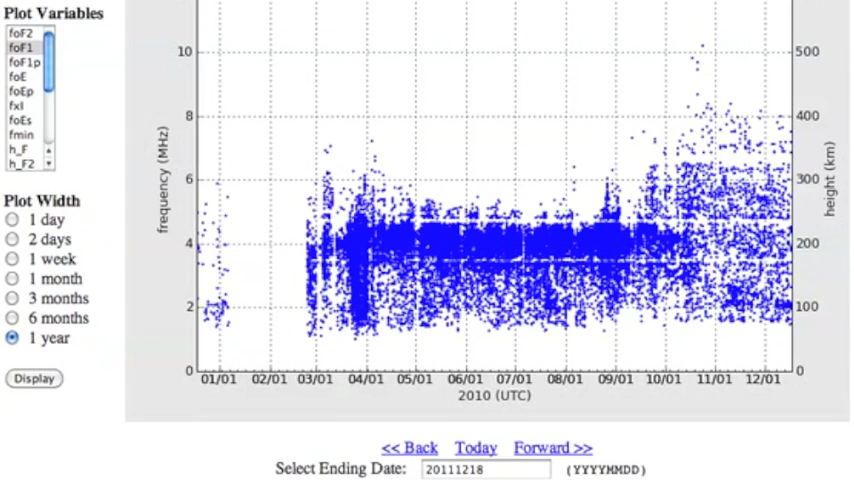 Plot Variables
foF2
foF1
foF1p
foE
foEp
fxI
foEs
fmin
h_F
h_F2
Plot Width
1 day
2 days
1 week
1 month
3 months
6 months
1 year
Display
10
8
6
4
2
0
frequency (MHz)
500
400
300
200
100
0
height (km)
01/01 02/01 03/01 04/01 05/01 06/01 07/01 08/01 09/01 10/01 11/01 12/01
2010 (UTC)
<< Back Today Forward >>
Select Ending Date: 20111218 (YYYYMMDD)